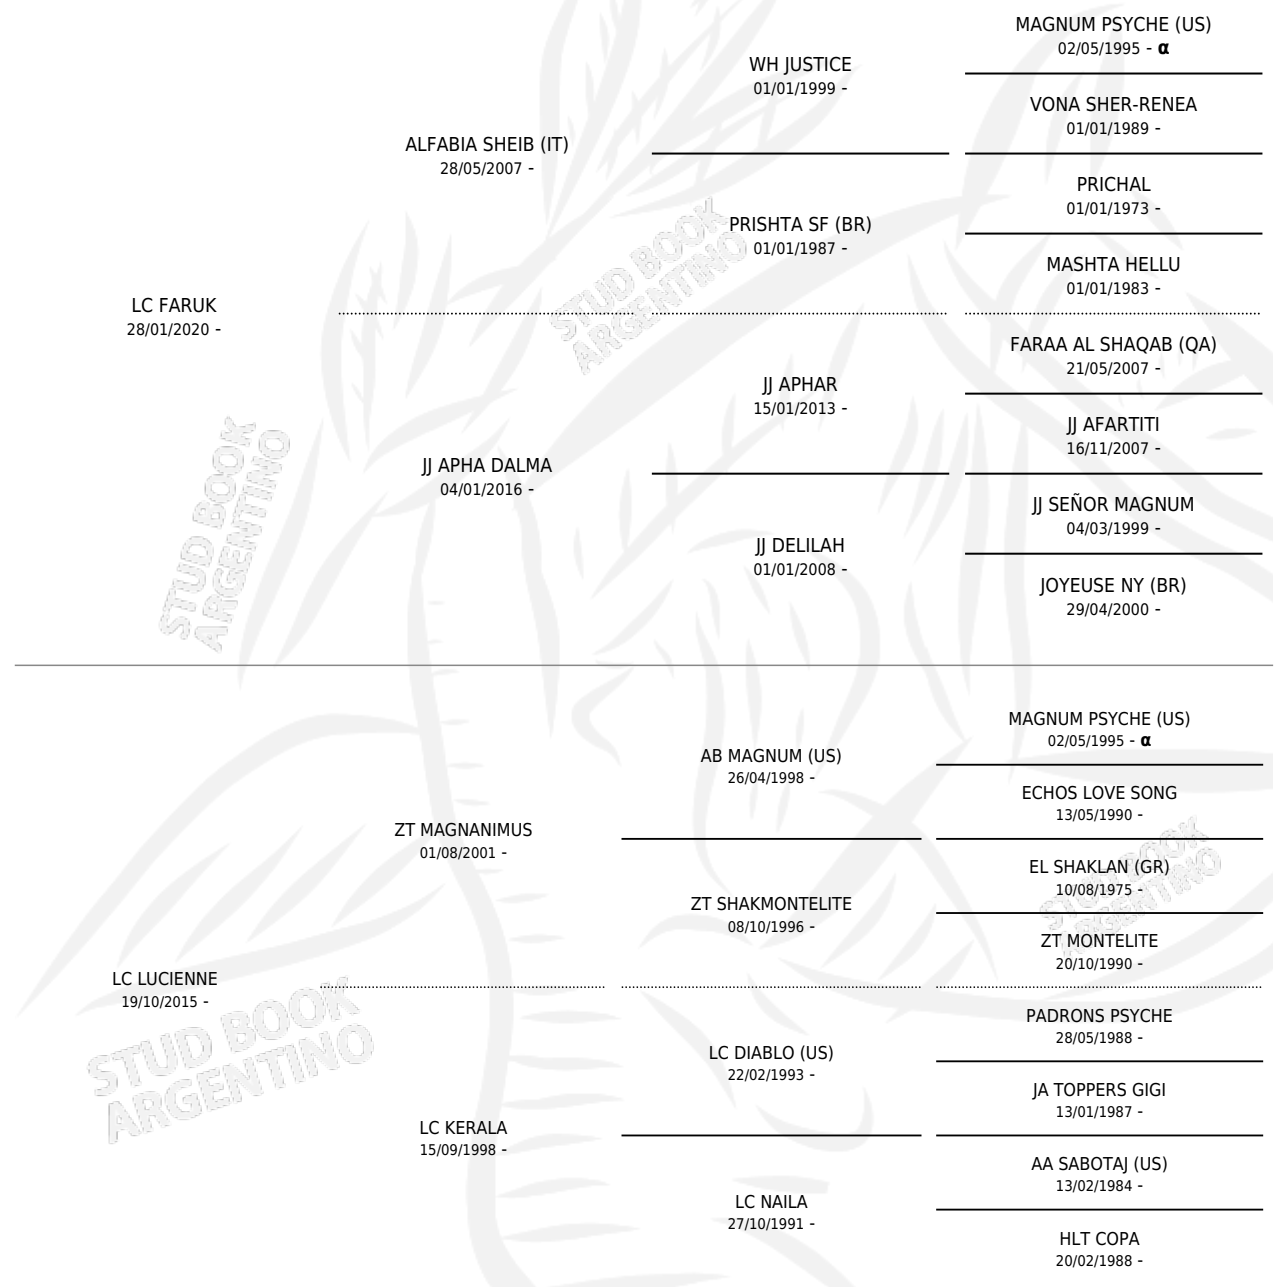 MAGNUM PSYCHE (US)
02/05/1995 - α
WH JUSTICE
01/01/1999 -
VONA SHER-RENEA
01/01/1989 -
ALFABIA SHEIB (IT)
28/05/2007 -
PRICHAL
01/01/1973 -
PRISHTA SF (BR)
01/01/1987 -
MASHTA HELLU
01/01/1983 -
LC FARUK
28/01/2020 -
FARAA AL SHAQAB (QA)
21/05/2007 -
JJ APHAR
15/01/2013 -
JJ AFARTITI
16/11/2007 -
JJ APHA DALMA
04/01/2016 -
JJ SEÑOR MAGNUM
04/03/1999 -
JJ DELILAH
01/01/2008 -
JOYEUSE NY (BR)
29/04/2000 -
STUD BOOK
ARGENTINO
STUD BOOK
ARGENTINO
MAGNUM PSYCHE (US)
02/05/1995 - α
AB MAGNUM (US)
26/04/1998 -
ECHOS LOVE SONG
13/05/1990 -
ZT MAGNANIMUS
01/08/2001 -
EL SHAKLAN (GR)
10/08/1975 -
ZT SHAKMONTELITE
08/10/1996 -
ZT MONTELITE
20/10/1990 -
LC LUCIENNE
19/10/2015 -
PADRONS PSYCHE
28/05/1988 -
LC DIABLO (US)
22/02/1993 -
JA TOPPERS GIGI
13/01/1987 -
LC KERALA
15/09/1998 -
AA SABOTAJ (US)
13/02/1984 -
LC NAILA
27/10/1991 -
HLT COPA
20/02/1988 -
STUD BOOK
ARGENTINO
STUD BOOK
ARGENTINO